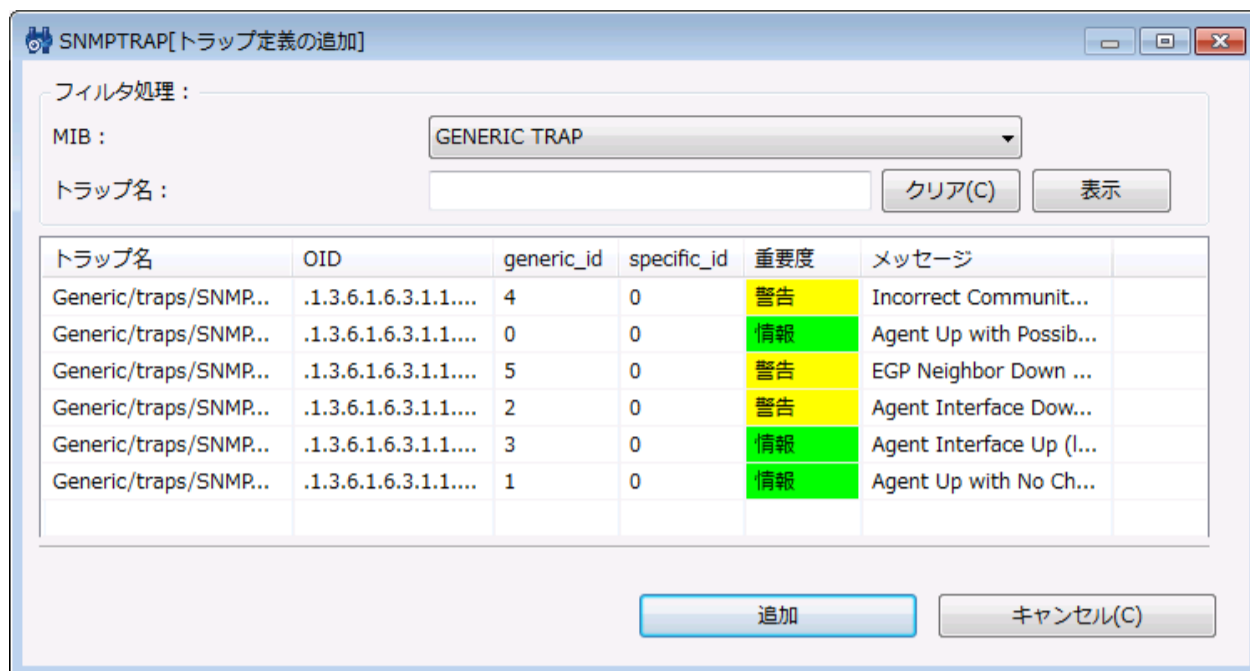 SNMPTRAP[トラップ定義の追加]
フィルタ処理：
MIB： GENERIC TRAP
トラップ名： クリア(C) 表示
トラップ名 OID generic_id specific_id 重要度 メッセージ
Generic/traps/SNMP... .1.3.6.1.6.3.1.1.... 4 0 警告 Incorrect Communit...
Generic/traps/SNMP... .1.3.6.1.6.3.1.1.... 0 0 情報 Agent Up with Possib...
Generic/traps/SNMP... .1.3.6.1.6.3.1.1.... 5 0 警告 EGP Neighbor Down ...
Generic/traps/SNMP... .1.3.6.1.6.3.1.1.... 2 0 警告 Agent Interface Dow...
Generic/traps/SNMP... .1.3.6.1.6.3.1.1.... 3 0 情報 Agent Interface Up (l...
Generic/traps/SNMP... .1.3.6.1.6.3.1.1.... 1 0 情報 Agent Up with No Ch...
追加 キャンセル(C)